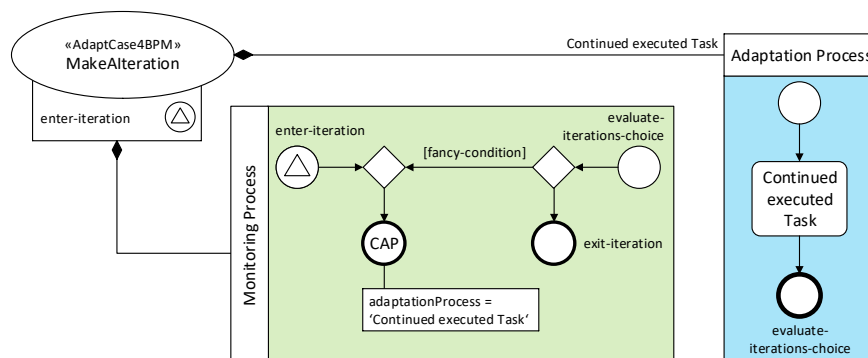 «AdaptCase4BPM»
MakeAIteration
enter-iteration
Continued executed Task
Adaptation Process
Monitoring Process
enter-iteration
[fancy-condition]
evaluate-
iterations-choice
CAP
exit-iteration
adaptationProcess =
‘Continued executed Task‘
Continued
executed
Task
evaluate-
iterations-choice